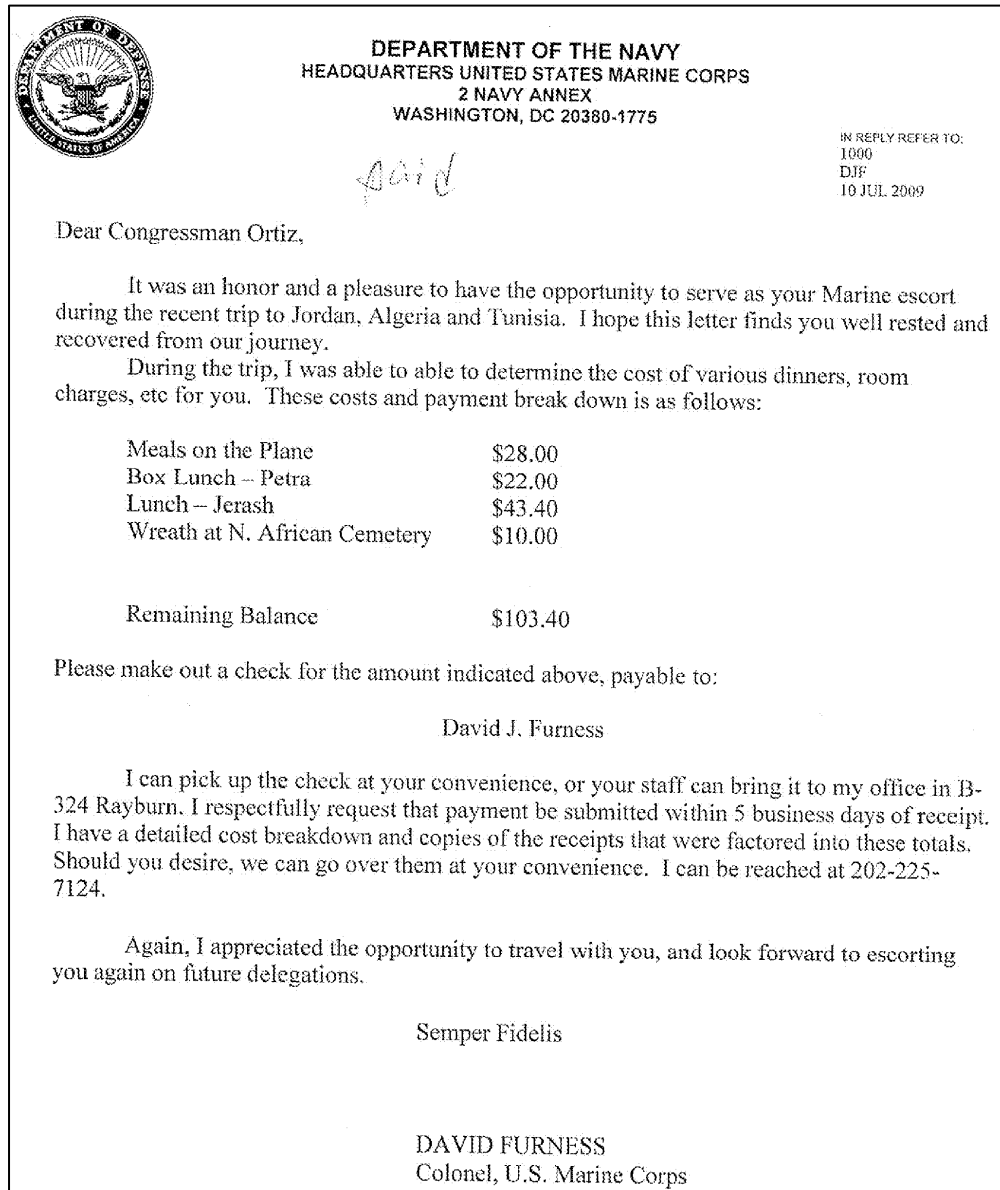 DEPARTMENT OF DEFENSE
UNITED STATES OF AMERICA
DEPARTMENT OF THE NAVY
HEADQUARTERS UNITED STATES MARINE CORPS
2 NAVY ANNEX
WASHINGTON, DC 20380-1775
IN REPLY REFER TO:
1000
DJF
10 JUL 2009
paid
Dear Congressman Ortiz,
It was an honor and a pleasure to have the opportunity to serve as your Marine escort
during the recent trip to Jordan, Algeria and Tunisia. I hope this letter finds you well rested and
recovered from our journey.
During the trip, I was able to able to determine the cost of various dinners, room
charges, etc for you. These costs and payment break down is as follows:
Meals on the Plane $28.00
Box Lunch – Petra $22.00
Lunch – Jerash $43.40
Wreath at N. African Cemetery $10.00
Remaining Balance $103.40
Please make out a check for the amount indicated above, payable to:
David J. Furness
I can pick up the check at your convenience, or your staff can bring it to my office in B-
324 Rayburn. I respectfully request that payment be submitted within 5 business days of receipt.
I have a detailed cost breakdown and copies of the receipts that were factored into these totals.
Should you desire, we can go over them at your convenience. I can be reached at 202-225-
7124.
Again, I appreciated the opportunity to travel with you, and look forward to escorting
you again on future delegations.
Semper Fidelis
DAVID FURNESS
Colonel, U.S. Marine Corps